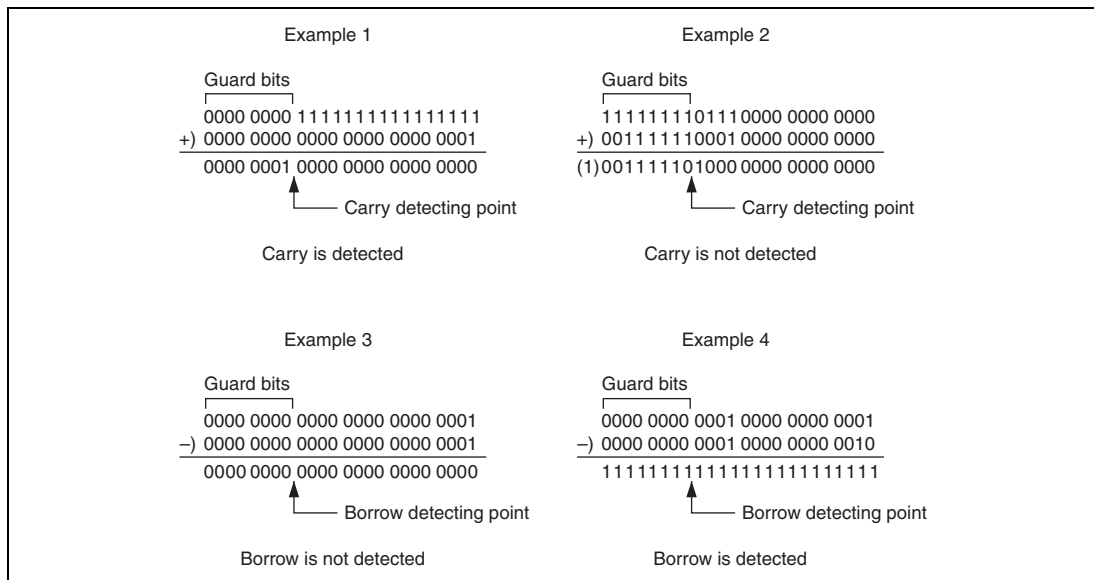 Example 1
Guard bits
0000 0000 1111111111111111
+) 0000 0000 0000 0000 0000 0001
0000 0001 0000 0000 0000 0000
Carry detecting point
Carry is detected
Example 2
Guard bits
111111110111 0000 0000 0000
+) 001111110001 0000 0000 0000
(1)001111101000 0000 0000 0000
Carry detecting point
Carry is not detected
Example 3
Guard bits
0000 0000 0000 0000 0000 0001
–) 0000 0000 0000 0000 0000 0001
0000 0000 0000 0000 0000 0000
Borrow detecting point
Borrow is not detected
Example 4
Guard bits
0000 0000 0001 0000 0000 0001
–) 0000 0000 0001 0000 0000 0010
111111111111111111111111
Borrow detecting point
Borrow is detected